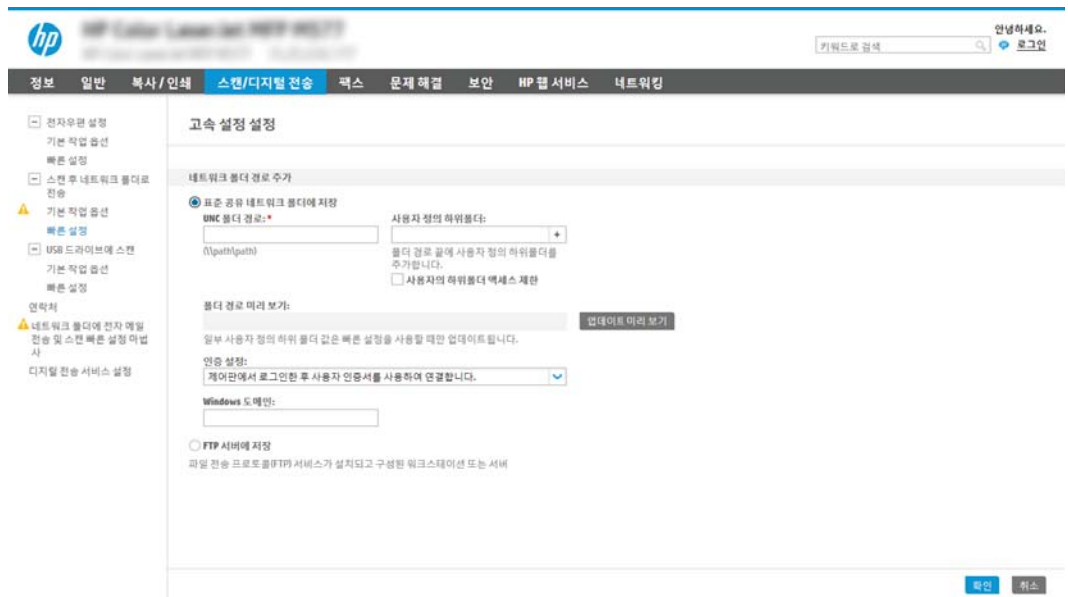 hp
안녕하세요.
키워드로 검색
로그인
정보 일반 복사 / 인쇄 스캔/디지털 전송 팩스 문제 해결 보안 HP 웹 서비스 네트워킹
전자우편 설정
기본 작업 옵션
빠른 설정
스캔 후 네트워크 폴더로
전송
기본 작업 옵션
빠른 설정
USB 드라이브에 스캔
기본 작업 옵션
빠른 설정
연락처
네트워크 폴더에 전자 메일
전송 및 스캔 빠른 설정 마법
사
디지털 전송 서비스 설정
고속 설정 설정
네트워크 폴더 경로 추가
표준 공유 네트워크 폴더에 저장
UNC 폴더 경로:* 사용자 정의 하위폴더:
+
(\\path\path) 폴더 경로 끝에 사용자 정의 하위폴더를
추가합니다.
사용자의 하위폴더 액세스 제한
폴더 경로 미리 보기:
업데이트 미리 보기
일부 사용자 정의 하위 폴더 값은 빠른 설정을 사용할 때만 업데이트됩니다.
인증 설정:
제어판에서 로그인한 후 사용자 인증서를 사용하여 연결합니다.
Windows 도메인:
FTP 서버에 저장
파일 전송 프로토콜(FTP) 서비스가 설치되고 구성된 워크스테이션 또는 서버
확인 취소